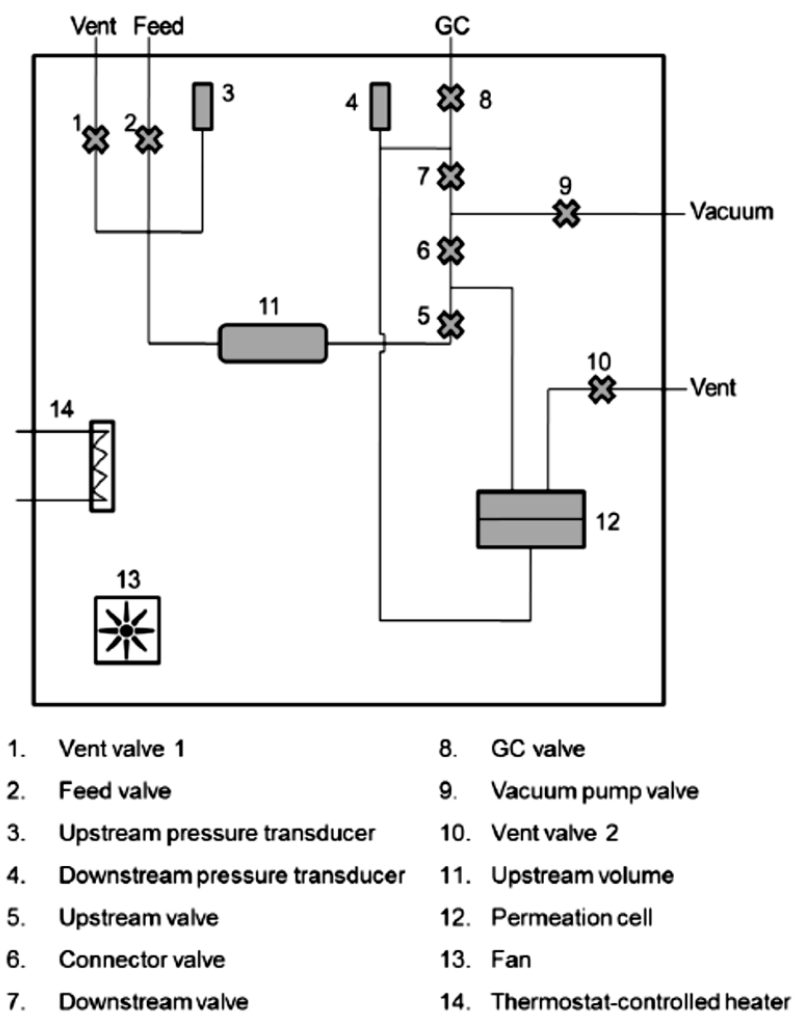 Vent Feed GC
3
4
8
1
2
7
9
Vacuum
6
11
5
10
Vent
14
12
13
1. Vent valve 1
2. Feed valve
3. Upstream pressure transducer
4. Downstream pressure transducer
5. Upstream valve
6. Connector valve
7. Downstream valve
8. GC valve
9. Vacuum pump valve
10. Vent valve 2
11. Upstream volume
12. Permeation cell
13. Fan
14. Thermostat-controlled heater